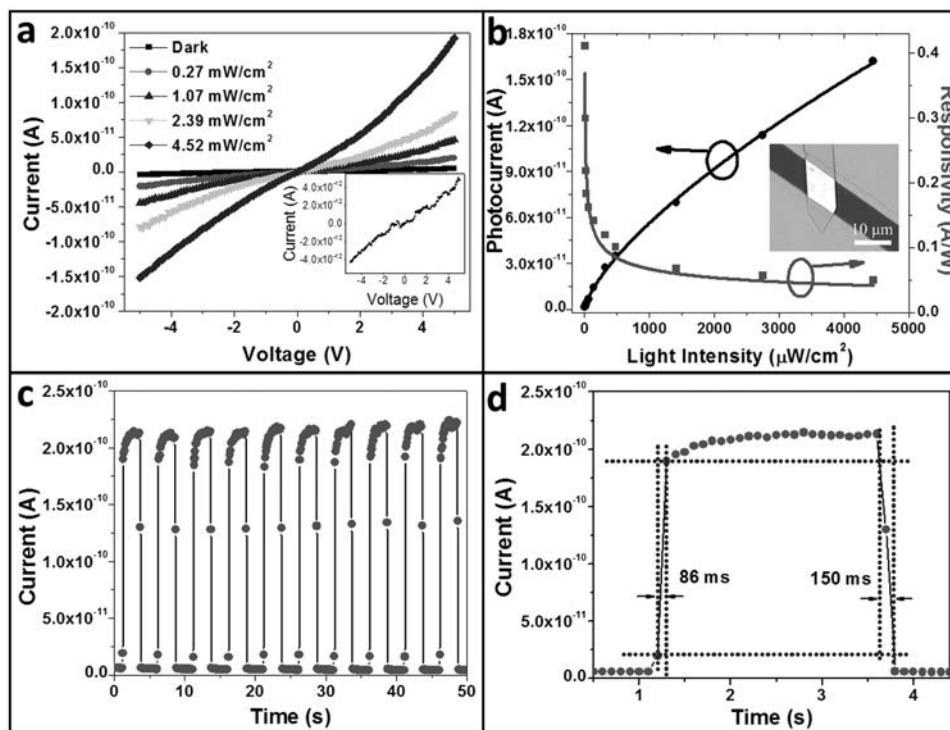 a
Current (A)
2.0x10⁻¹⁰
1.5x10⁻¹⁰
1.0x10⁻¹⁰
5.0x10⁻¹¹
0.0
-5.0x10⁻¹¹
-1.0x10⁻¹⁰
-1.5x10⁻¹⁰
-2.0x10⁻¹⁰
Dark
0.27 mW/cm²
1.07 mW/cm²
2.39 mW/cm²
4.52 mW/cm²
Current (A)
4.0x10⁻¹²
2.0x10⁻¹²
0.0
-2.0x10⁻¹²
-4.0x10⁻¹²
-4 -2 0 2 4
Voltage (V)
-4 -2 0 2 4
Voltage (V)
b
Photocurrent (A)
1.8x10⁻¹⁰
1.5x10⁻¹⁰
1.2x10⁻¹⁰
9.0x10⁻¹¹
6.0x10⁻¹¹
3.0x10⁻¹¹
0.0
10 μm
0.4
0.3
0.2
0.1
0.0
Responsivity (A/W)
0 1000 2000 3000 4000 5000
Light Intensity (μW/cm²)
c
Current (A)
2.5x10⁻¹⁰
2.0x10⁻¹⁰
1.5x10⁻¹⁰
1.0x10⁻¹⁰
5.0x10⁻¹¹
0.0
0 10 20 30 40 50
Time (s)
d
Current (A)
2.5x10⁻¹⁰
2.0x10⁻¹⁰
1.5x10⁻¹⁰
1.0x10⁻¹⁰
5.0x10⁻¹¹
0.0
86 ms
150 ms
1 2 3 4
Time (s)